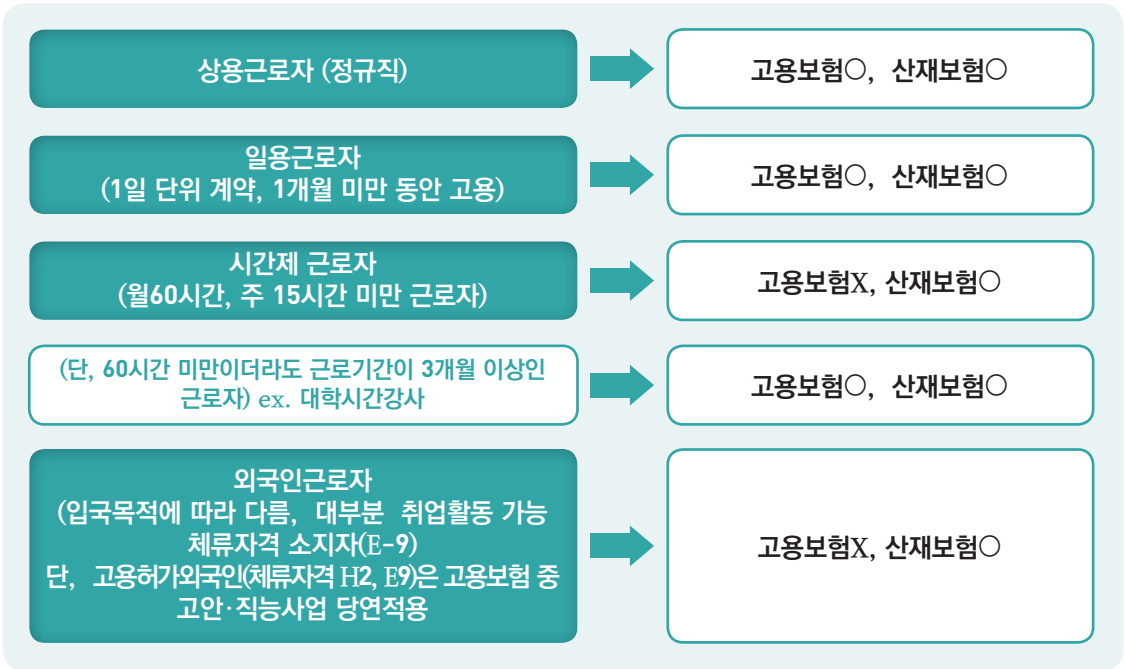 상용근로자 (정규직)
고용보험○, 산재보험○
일용근로자
(1일 단위 계약, 1개월 미만 동안 고용)
고용보험○, 산재보험○
시간제 근로자
(월60시간, 주 15시간 미만 근로자)
고용보험X, 산재보험○
(단, 60시간 미만이더라도 근로기간이 3개월 이상인
근로자) ex. 대학시간강사
고용보험○, 산재보험○
외국인근로자
(입국목적에 따라 다름, 대부분 취업활동 가능
체류자격 소지자(E-9)
단, 고용허가외국인(체류자격 H2, E9)은 고용보험 중
고안·직능사업 당연적용
고용보험X, 산재보험○